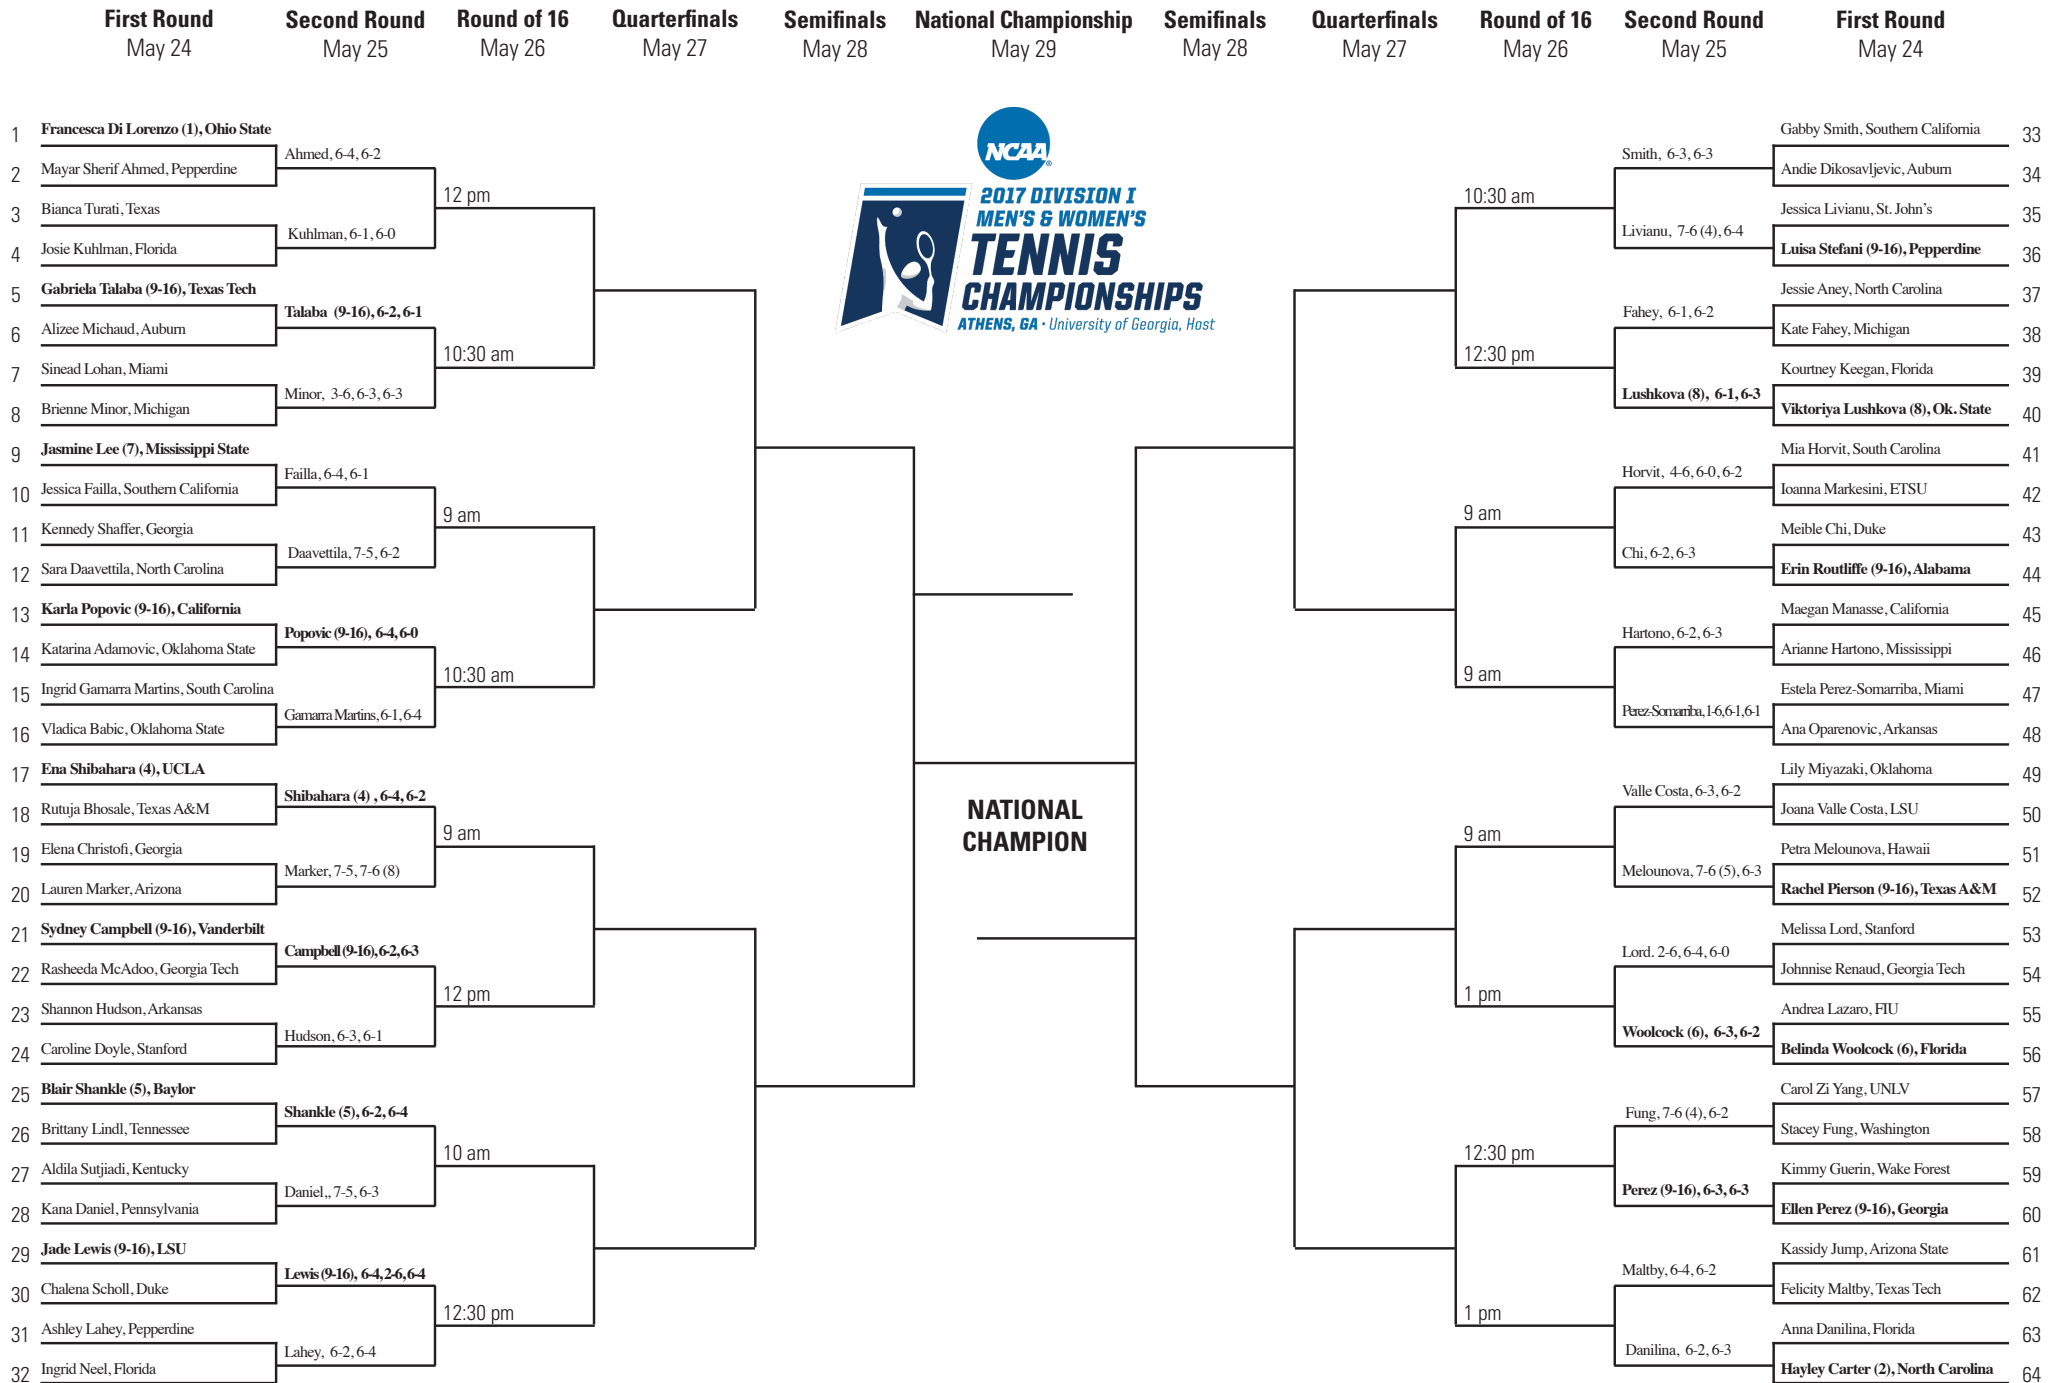 First Round Second Round Round of 16 Quarterfinals Semifinals National Championship Semifinals Quarterfinals Round of 16 Second Round First Round
May 24 May 25 May 26 May 27 May 28 May 29 May 28 May 27 May 26 May 25 May 24
NCAA
2017 DIVISION I
MEN'S & WOMEN'S
TENNIS
CHAMPIONSHIPS
ATHENS, GA • University of Georgia, Host
1 Francesca Di Lorenzo (1), Ohio State
Ahmed, 6-4, 6-2
2 Mayar Sherif Ahmed, Pepperdine
12 pm
3 Bianca Turati, Texas
Kuhlman, 6-1, 6-0
4 Josie Kuhlman, Florida
5 Gabriela Talaba (9-16), Texas Tech
Talaba (9-16), 6-2, 6-1
6 Alizee Michaud, Auburn
10:30 am
7 Sinead Lohan, Miami
Minor, 3-6, 6-3, 6-3
8 Brienne Minor, Michigan
9 Jasmine Lee (7), Mississippi State
Failla, 6-4, 6-1
10 Jessica Failla, Southern California
9 am
11 Kennedy Shaffer, Georgia
Daavettila, 7-5, 6-2
12 Sara Daavettila, North Carolina
13 Karla Popovic (9-16), California
Popovic (9-16), 6-4, 6-0
14 Katarina Adamovic, Oklahoma State
10:30 am
15 Ingrid Gamarra Martins, South Carolina
Gamarra Martins, 6-1, 6-4
16 Vladica Babic, Oklahoma State
17 Ena Shibahara (4), UCLA
Shibahara (4) , 6-4, 6-2
18 Rutuja Bhosale, Texas A&M
9 am
19 Elena Christofi, Georgia
Marker, 7-5, 7-6 (8)
20 Lauren Marker, Arizona
21 Sydney Campbell (9-16), Vanderbilt
Campbell (9-16), 6-2, 6-3
22 Rasheeda McAdoo, Georgia Tech
12 pm
23 Shannon Hudson, Arkansas
Hudson, 6-3, 6-1
24 Caroline Doyle, Stanford
25 Blair Shankle (5), Baylor
Shankle (5), 6-2, 6-4
26 Brittany Lindl, Tennessee
10 am
27 Aldila Sutjiadi, Kentucky
Daniel,, 7-5, 6-3
28 Kana Daniel, Pennsylvania
29 Jade Lewis (9-16), LSU
Lewis (9-16), 6-4, 2-6, 6-4
30 Chalena Scholl, Duke
12:30 pm
31 Ashley Lahey, Pepperdine
Lahey, 6-2, 6-4
32 Ingrid Neel, Florida
NATIONAL
CHAMPION
Gabby Smith, Southern California 33
Smith, 6-3, 6-3
Andie Dikosavljevic, Auburn 34
10:30 am
Jessica Livianu, St. John's 35
Livianu, 7-6 (4), 6-4
Luisa Stefani (9-16), Pepperdine 36
Jessie Aney, North Carolina 37
Fahey, 6-1, 6-2
Kate Fahey, Michigan 38
12:30 pm
Kourtney Keegan, Florida 39
Lushkova (8), 6-1, 6-3
Viktoriya Lushkova (8), Ok. State 40
Mia Horvit, South Carolina 41
Horvit, 4-6, 6-0, 6-2
Ioanna Markesini, ETSU 42
9 am
Meible Chi, Duke 43
Chi, 6-2, 6-3
Erin Routliffe (9-16), Alabama 44
Maegan Manasse, California 45
Hartono, 6-2, 6-3
Arianne Hartono, Mississippi 46
9 am
Estela Perez-Somarriba, Miami 47
Perez-Somarriba, 1-6, 6-1, 6-1
Ana Oparenovic, Arkansas 48
Lily Miyazaki, Oklahoma 49
Valle Costa, 6-3, 6-2
Joana Valle Costa, LSU 50
9 am
Petra Melounova, Hawaii 51
Melounova, 7-6 (5), 6-3
Rachel Pierson (9-16), Texas A&M 52
Melissa Lord, Stanford 53
Lord. 2-6, 6-4, 6-0
Johnnise Renaud, Georgia Tech 54
1 pm
Andrea Lazaro, FIU 55
Woolcock (6), 6-3, 6-2
Belinda Woolcock (6), Florida 56
Carol Zi Yang, UNLV 57
Fung, 7-6 (4), 6-2
Stacey Fung, Washington 58
12:30 pm
Kimmy Guerin, Wake Forest 59
Perez (9-16), 6-3, 6-3
Ellen Perez (9-16), Georgia 60
Kassidy Jump, Arizona State 61
Maltby, 6-4, 6-2
Felicity Maltby, Texas Tech 62
1 pm
Anna Danilina, Florida 63
Danilina, 6-2, 6-3
Hayley Carter (2), North Carolina 64